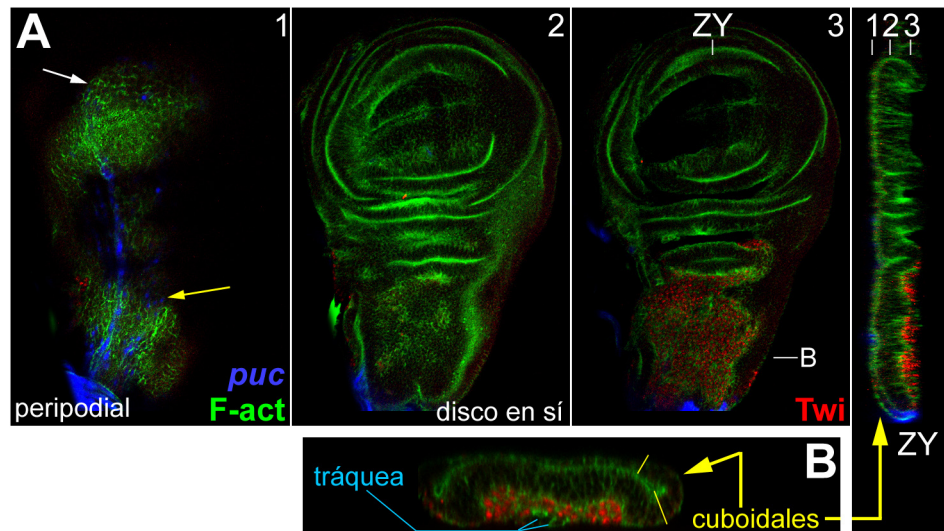 A
1
2
3
ZY
1 2 3
puc
F-act
peripodial
disco en sí
Twi
B
ZY
B
tráquea
cuboidales